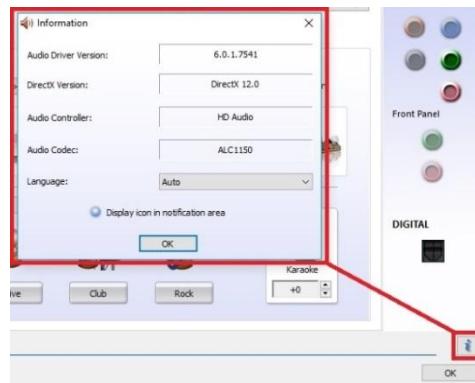 Information
Audio Driver Version: 6.0.1.7541
DirectX Version: DirectX 12.0
Audio Controller: HD Audio
Audio Codec: ALC1150
Language: Auto
Display icon in notification area
OK
Front Panel
DIGITAL
Karaoke
Club Rock +0
i
OK